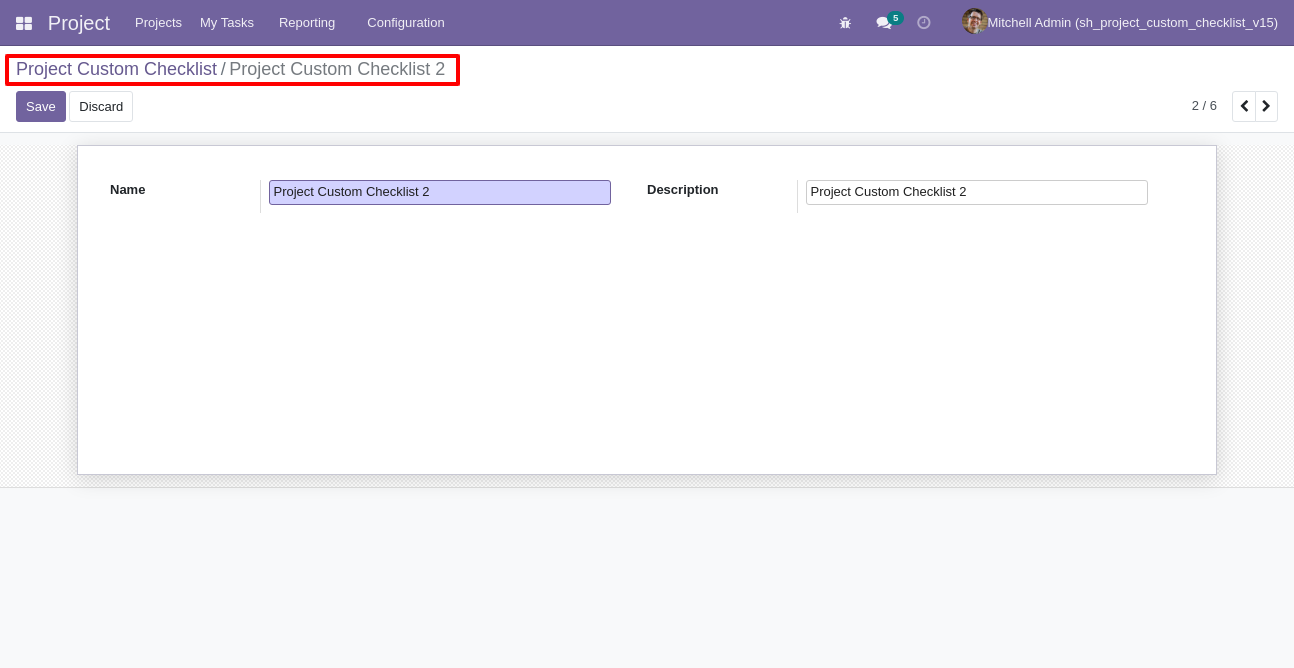 Project Projects My Tasks Reporting Configuration 5 Mitchell Admin (sh_project_custom_checklist_v15)
Project Custom Checklist / Project Custom Checklist 2
Save Discard 2 / 6
Name Project Custom Checklist 2 Description Project Custom Checklist 2